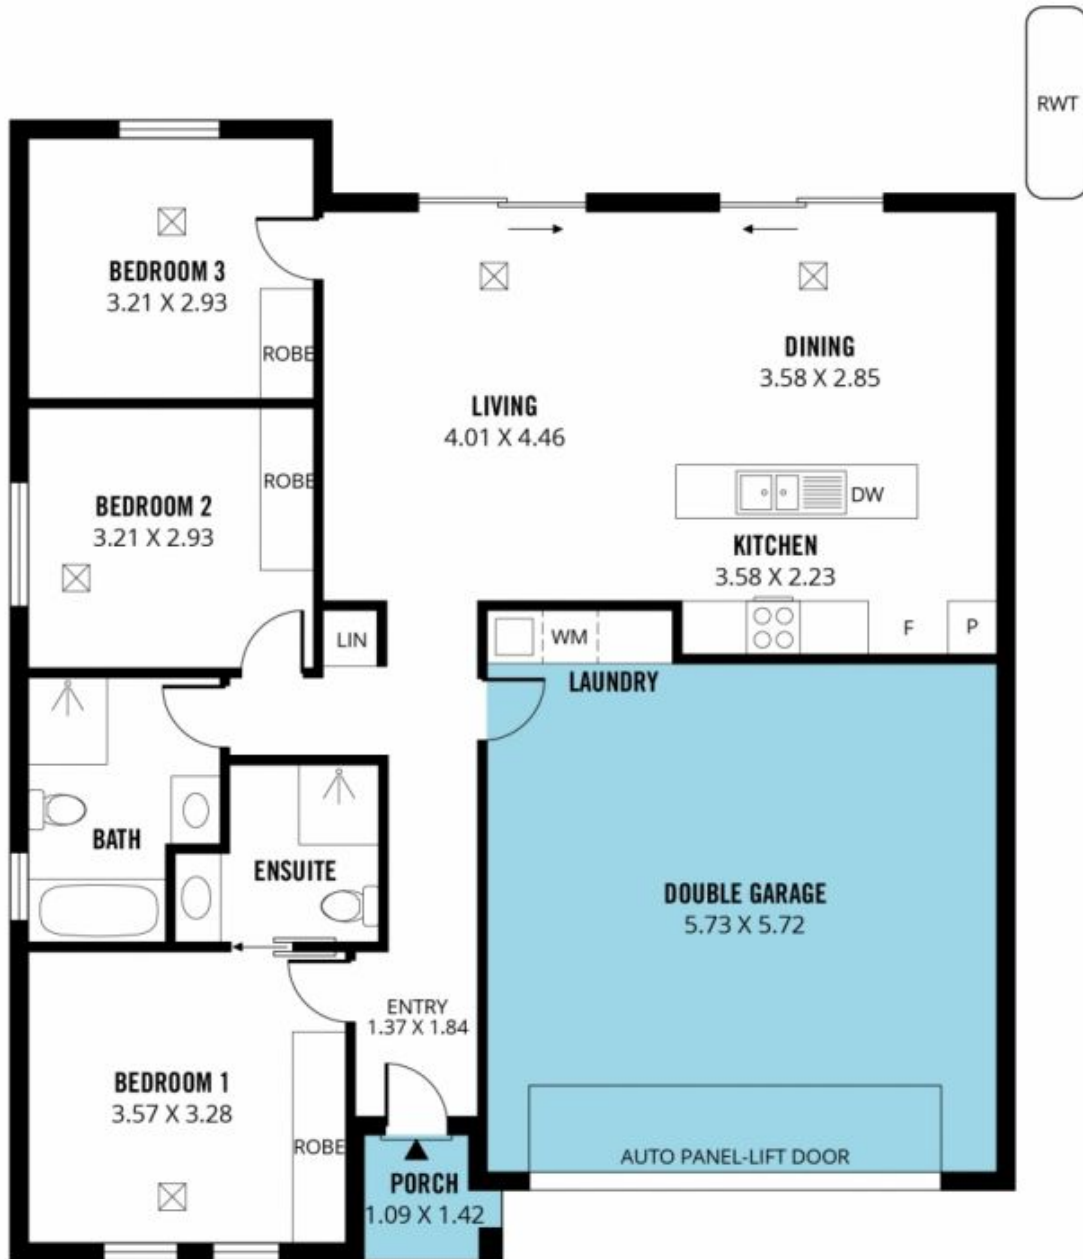 RWT
BEDROOM 3
3.21 X 2.93
ROBE
DINING
3.58 X 2.85
LIVING
4.01 X 4.46
BEDROOM 2
3.21 X 2.93
ROBE
DW
KITCHEN
3.58 X 2.23
LIN
WM
F
P
LAUNDRY
BATH
ENSUITE
DOUBLE GARAGE
5.73 X 5.72
ENTRY
1.37 X 1.84
BEDROOM 1
3.57 X 3.28
ROBE
AUTO PANEL-LIFT DOOR
PORCH
1.09 X 1.42